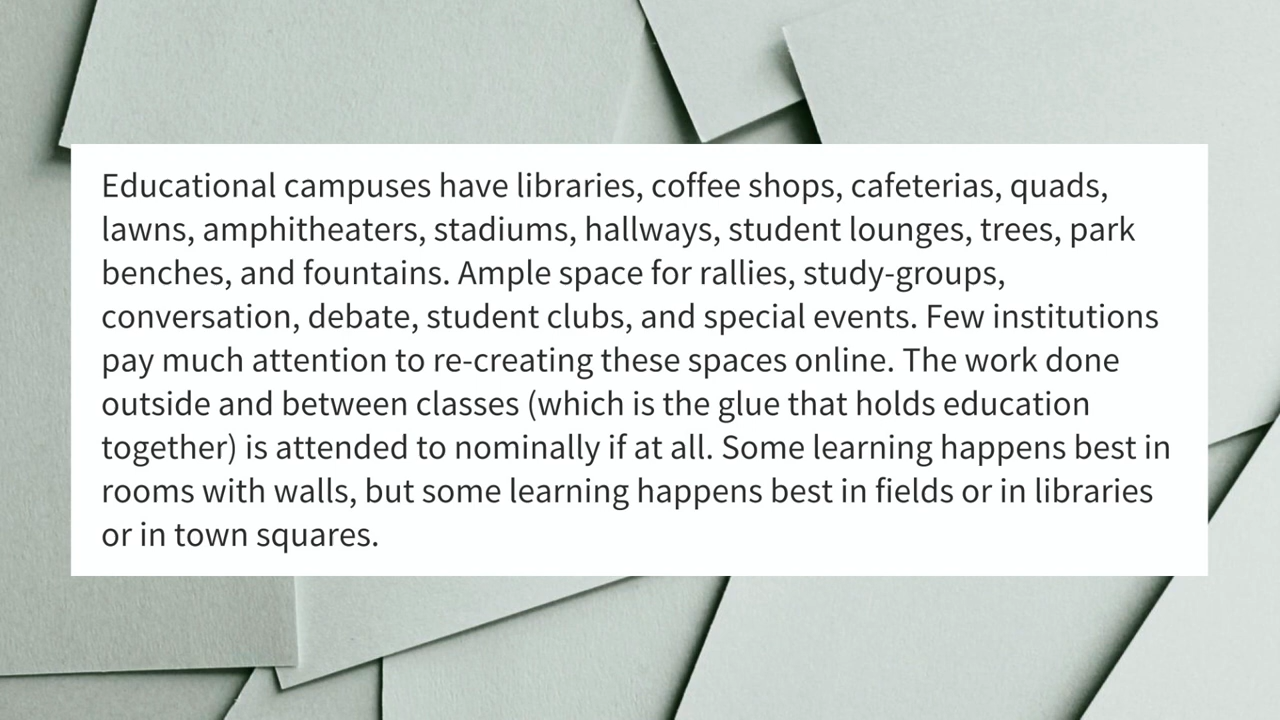 Educational campuses have libraries, coffee shops, cafeterias, quads,
lawns, amphitheaters, stadiums, hallways, student lounges, trees, park
benches, and fountains. Ample space for rallies, study-groups,
conversation, debate, student clubs, and special events. Few institutions
pay much attention to re-creating these spaces online. The work done
outside and between classes (which is the glue that holds education
together) is attended to nominally if at all. Some learning happens best in
rooms with walls, but some learning happens best in fields or in libraries
or in town squares.